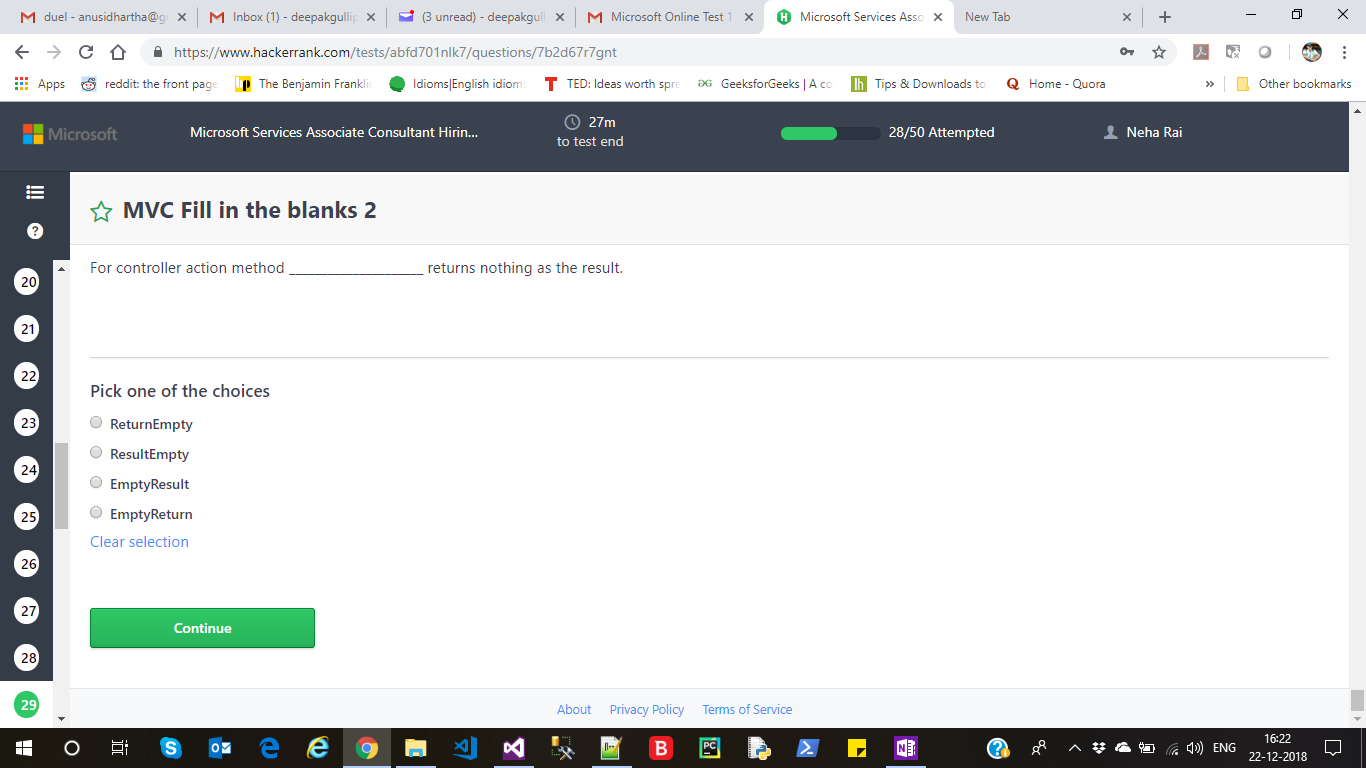 duel - anusidhartha@g
Inbox (1) - deepakgullip
(3 unread) - deepakgull
Microsoft Online Test 1
Microsoft Services Asso
New Tab
https://www.hackerrank.com/tests/abfd701nlk7/questions/7b2d67r7gnt
Apps
reddit: the front page
The Benjamin Franklin
Idioms|English idiom
TED: Ideas worth spre
GeeksforGeeks | A co
Tips & Downloads to
Home - Quora
»
Other bookmarks
Microsoft
Microsoft Services Associate Consultant Hirin...
27m
to test end
28/50 Attempted
Neha Rai
?
MVC Fill in the blanks 2
20
21
22
23
24
25
26
27
28
29
For controller action method ____________________ returns nothing as the result.
Pick one of the choices
ReturnEmpty
ResultEmpty
EmptyResult
EmptyReturn
Clear selection
Continue
About
Privacy Policy
Terms of Service
ENG
16:22
22-12-2018